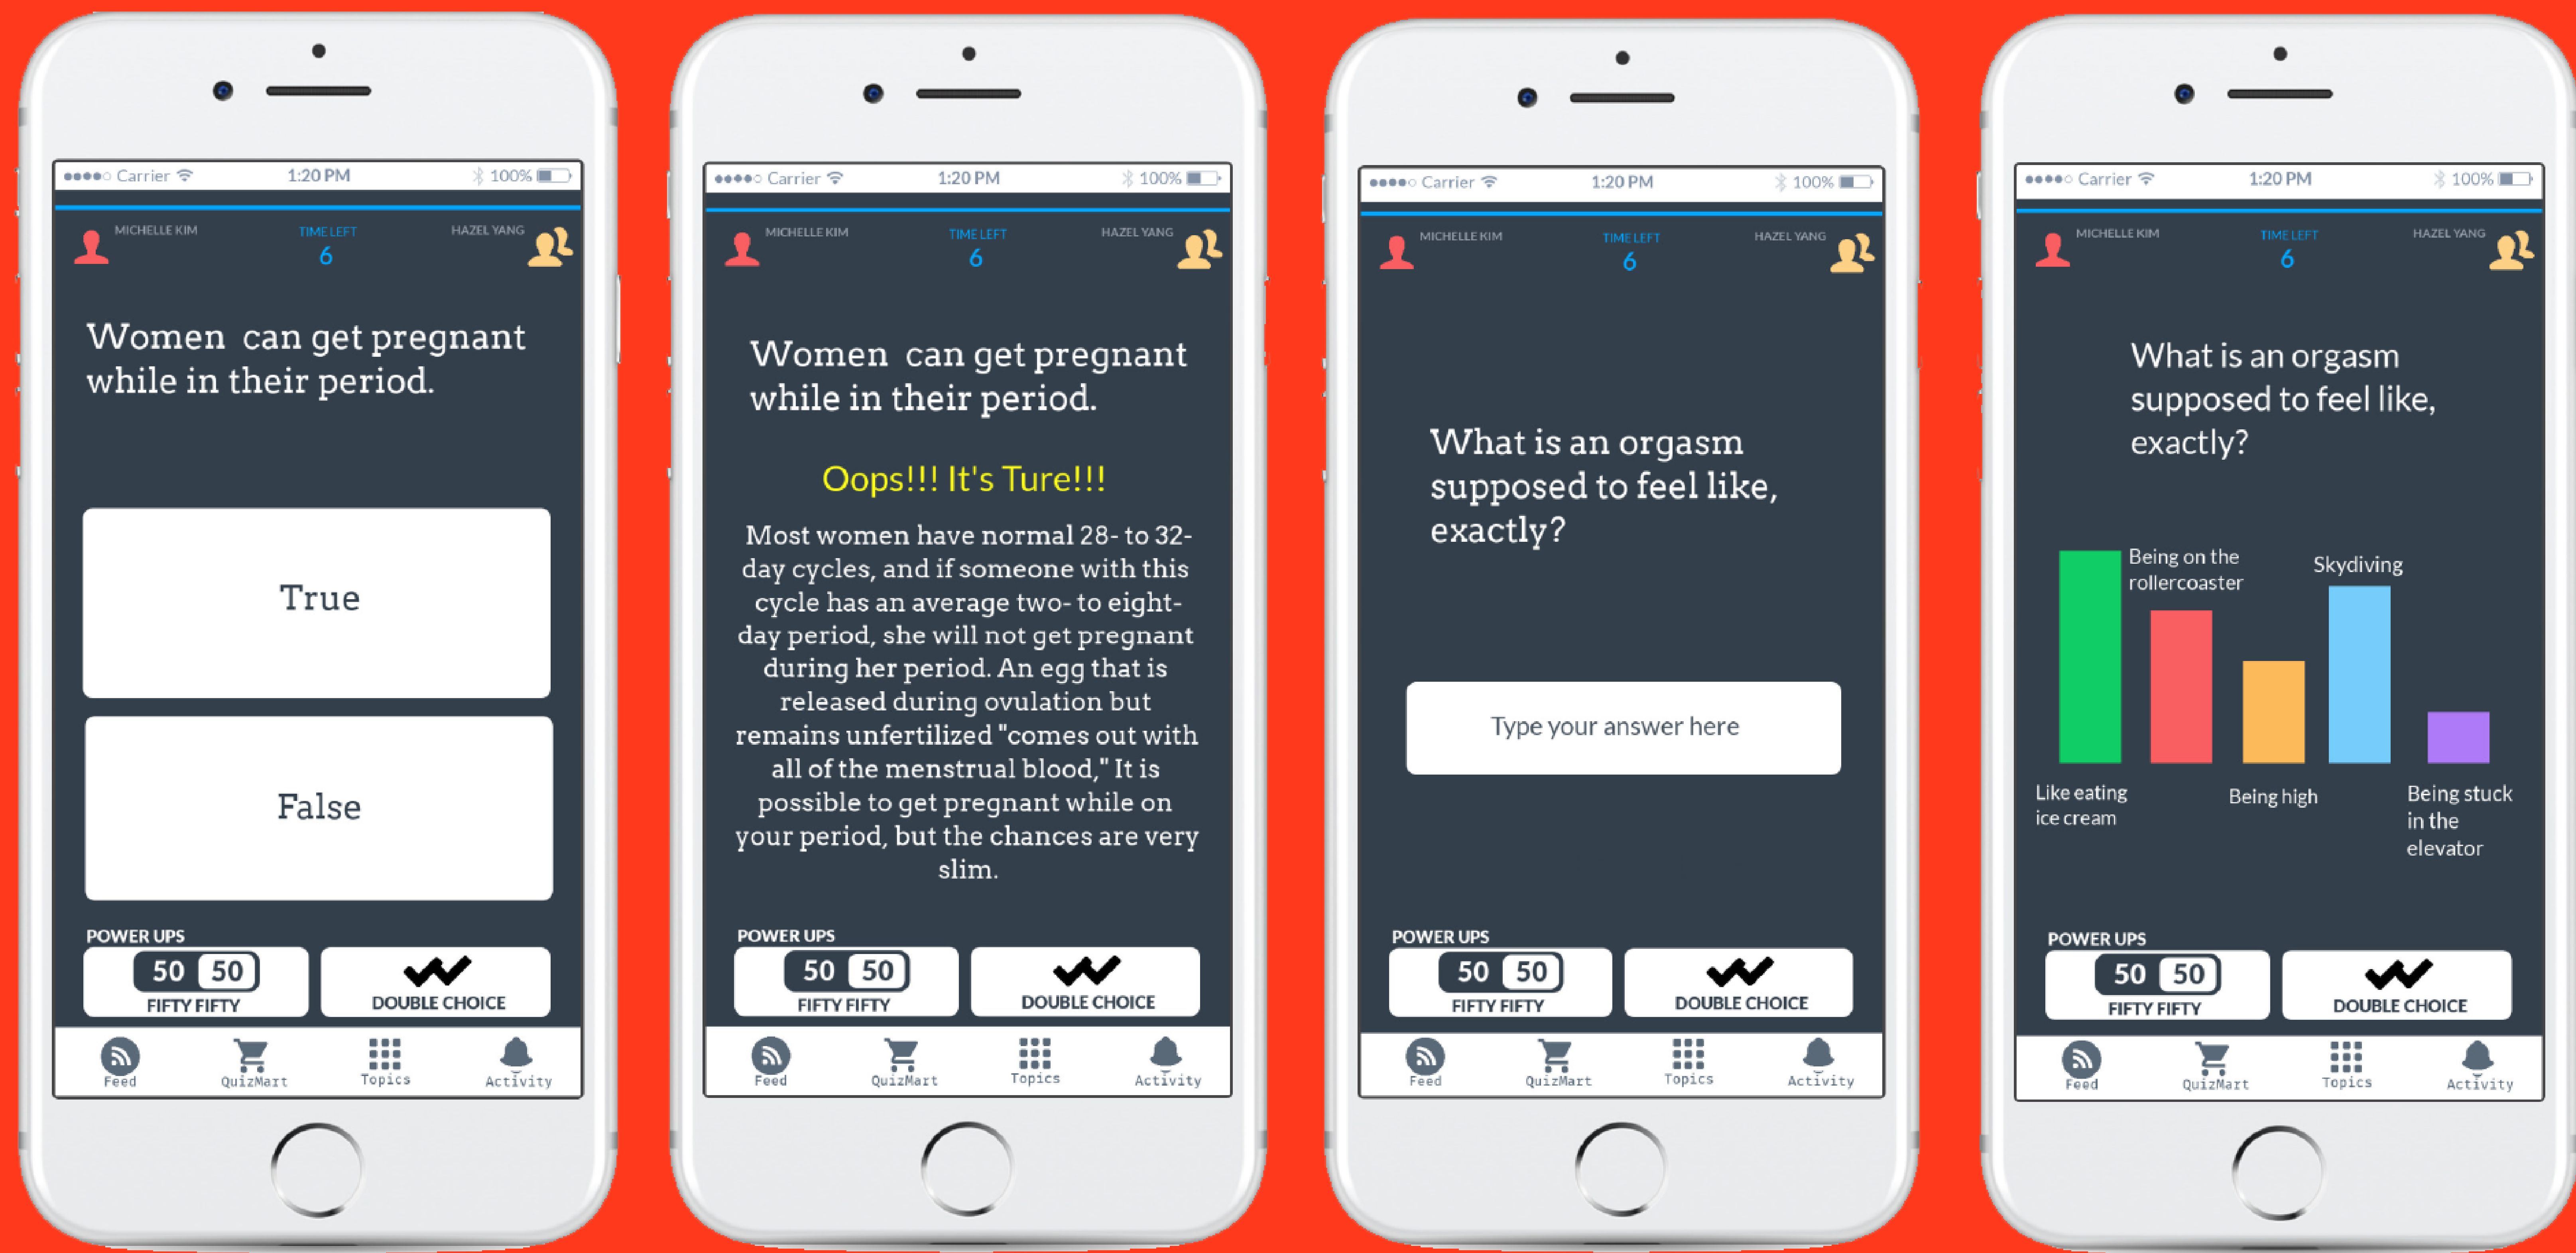 Carrier 1:20 PM 100%
MICHELLE KIM TIME LEFT HAZEL YANG
6
Women can get pregnant
while in their period.
True
False
POWER UPS
50 50
FIFTY FIFTY DOUBLE CHOICE
Feed QuizMart Topics Activity
Carrier 1:20 PM 100%
MICHELLE KIM TIME LEFT HAZEL YANG
6
Women can get pregnant
while in their period.
Oops!!! It's Ture!!!
Most women have normal 28- to 32-
day cycles, and if someone with this
cycle has an average two- to eight-
day period, she will not get pregnant
during her period. An egg that is
released during ovulation but
remains unfertilized "comes out with
all of the menstrual blood," It is
possible to get pregnant while on
your period, but the chances are very
slim.
POWER UPS
50 50
FIFTY FIFTY DOUBLE CHOICE
Feed QuizMart Topics Activity
Carrier 1:20 PM 100%
MICHELLE KIM TIME LEFT HAZEL YANG
6
What is an orgasm
supposed to feel like,
exactly?
Type your answer here
POWER UPS
50 50
FIFTY FIFTY DOUBLE CHOICE
Feed QuizMart Topics Activity
Carrier 1:20 PM 100%
MICHELLE KIM TIME LEFT HAZEL YANG
6
What is an orgasm
supposed to feel like,
exactly?
Being on the
rollercoaster
Skydiving
Like eating
ice cream
Being high
Being stuck
in the
elevator
POWER UPS
50 50
FIFTY FIFTY DOUBLE CHOICE
Feed QuizMart Topics Activity